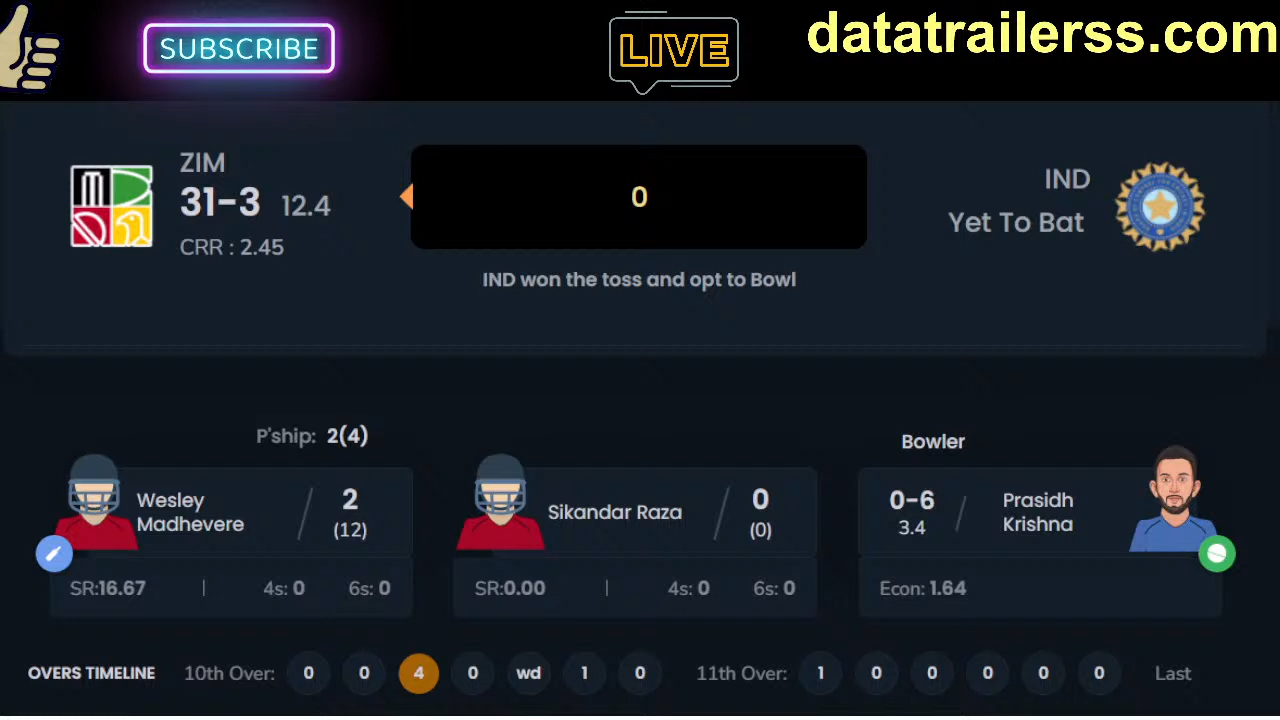 SUBSCRIBE
LIVE
datatrailerss.com
ZIM
31-3 12.4
CRR : 2.45
0
IND
Yet To Bat
IND won the toss and opt to Bowl
P'ship: 2(4)
Wesley
Madhevere
2
(12)
SR:16.67 | 4s: 0 6s: 0
Sikandar Raza
0
(0)
SR:0.00 | 4s: 0 6s: 0
Bowler
0-6
3.4
Prasidh
Krishna
Econ: 1.64
OVERS TIMELINE 10th Over: 0 0 4 0 wd 1 0 11th Over: 1 0 0 0 0 0 Last